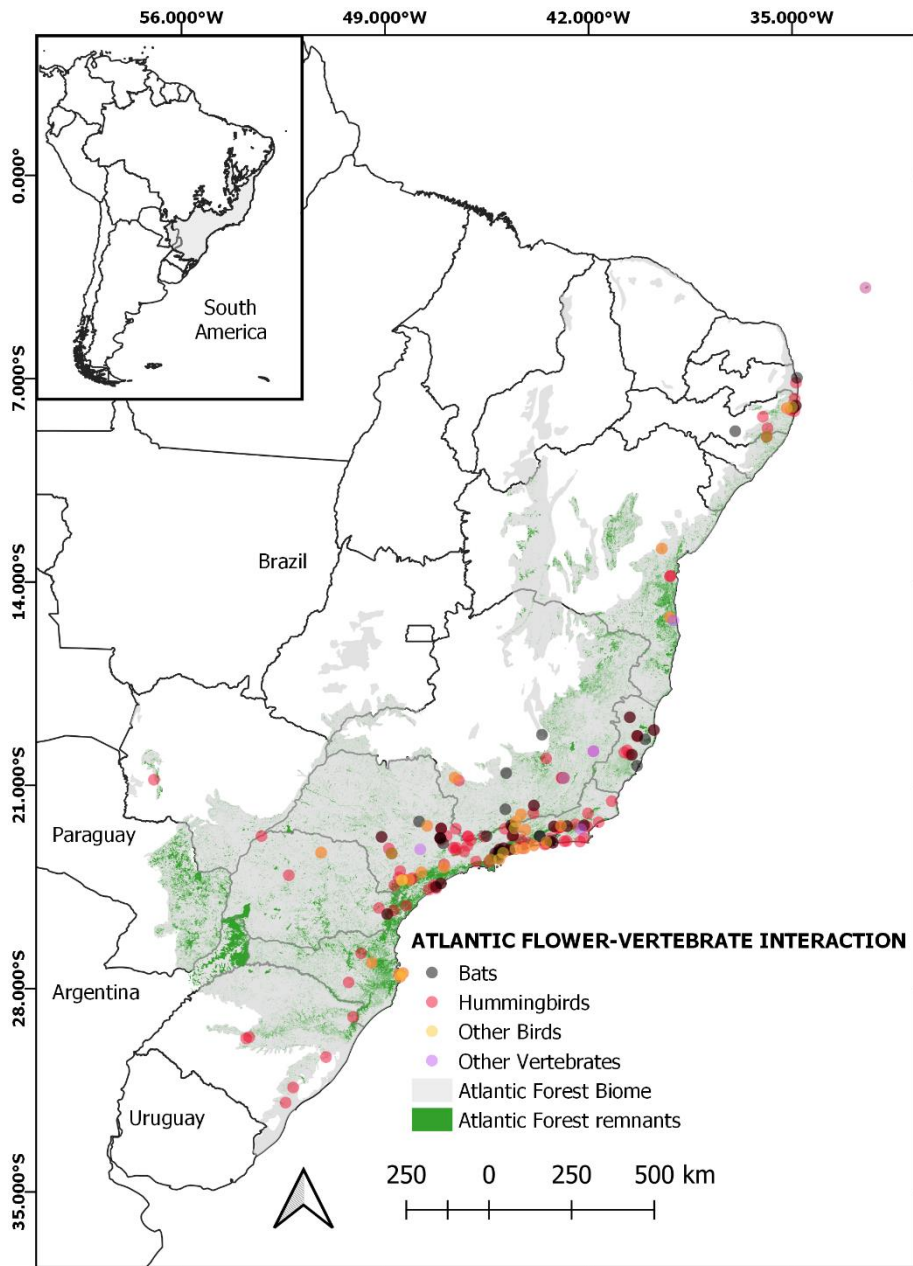 56.000°W 49.000°W 42.000°W 35.000°W
0.000°
7.000°S
14.000°S
21.000°S
28.000°S
35.000°S
South
America
Brazil
Paraguay
Argentina
Uruguay
ATLANTIC FLOWER-VERTEBRATE INTERACTION
Bats
Hummingbirds
Other Birds
Other Vertebrates
Atlantic Forest Biome
Atlantic Forest remnants
250 0 250 500 km